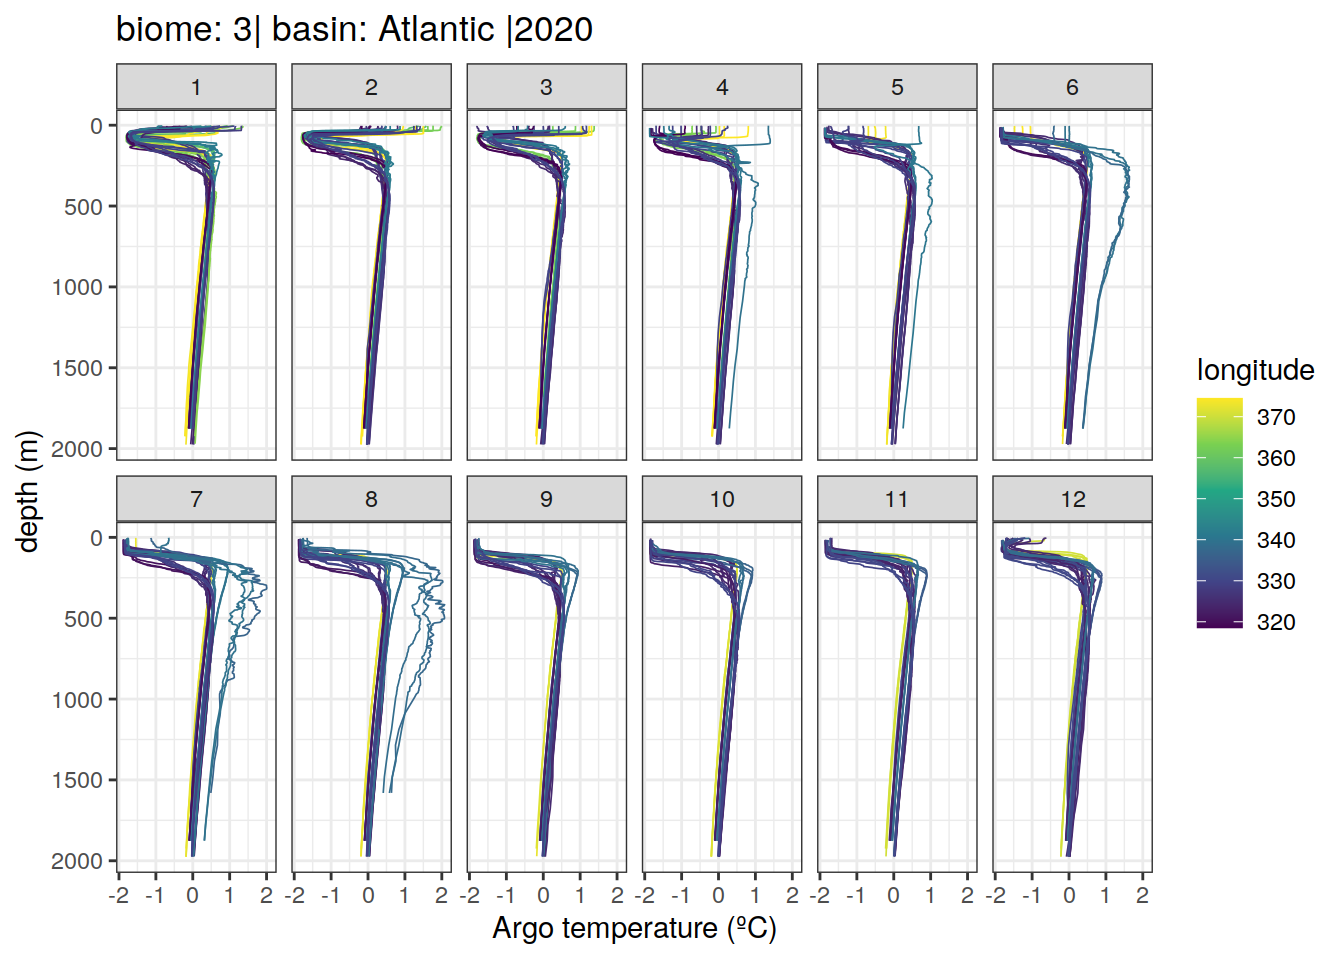 biome: 3| basin: Atlantic |2020
1 2 3 4 5 6
0
500
1000
1500
2000
7 8 9 10 11 12
0
500
1000
1500
2000
-2 -1 0 1 2 -2 -1 0 1 2 -2 -1 0 1 2 -2 -1 0 1 2 -2 -1 0 1 2 -2 -1 0 1 2
Argo temperature (ºC)
depth (m)
longitude
370
360
350
340
330
320